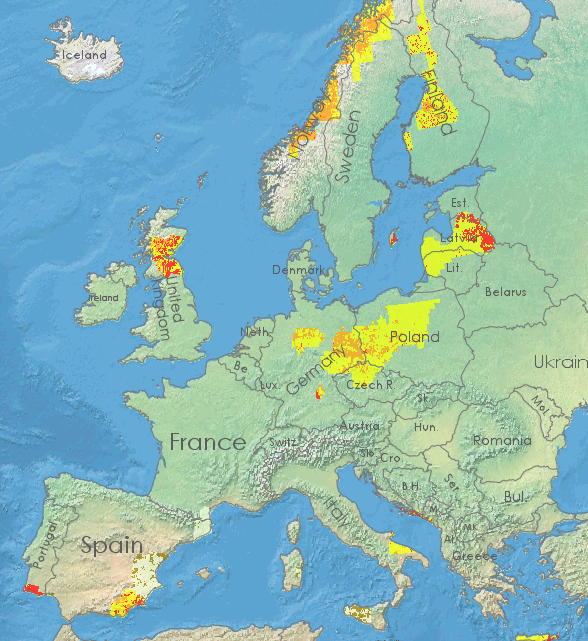 Iceland
Norway
Sweden
Finland
Est.
Latvia
Lit.
Denmark
Belarus
Ireland
United
Kingdom
Neth.
Poland
Be.
Germany
Ukrain
Lux.
Czech R.
Sk.
Mol.
France
Switz.
Austria
Hun.
Romania
Slo.
Cro.
B.H.
Ser.
Bul.
Italy
M.
Mk.
Al.
Greece
Portugal
Spain